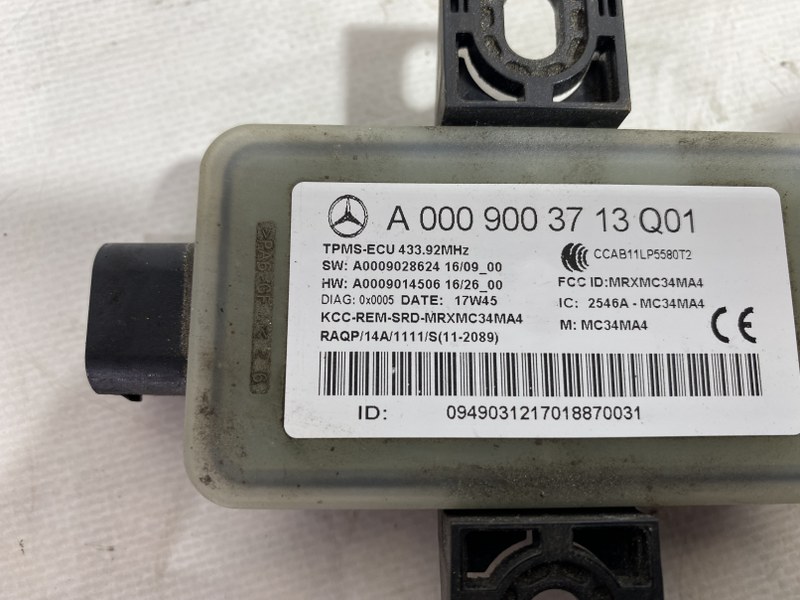 A 000 900 37 13 Q01
TPMS-ECU 433.92MHz
SW: A0009028624 16/09_00
HW: A0009014506 16/26_00
DIAG: 0x0005 DATE: 17W45
KCC-REM-SRD-MRXMC34MA4
RAQP/14A/1111/S(11-2089)
CCAB11LP5580T2
FCC ID:MRXMC34MA4
IC: 2546A - MC34MA4
M: MC34MA4
CE
ID: 0949031217018870031